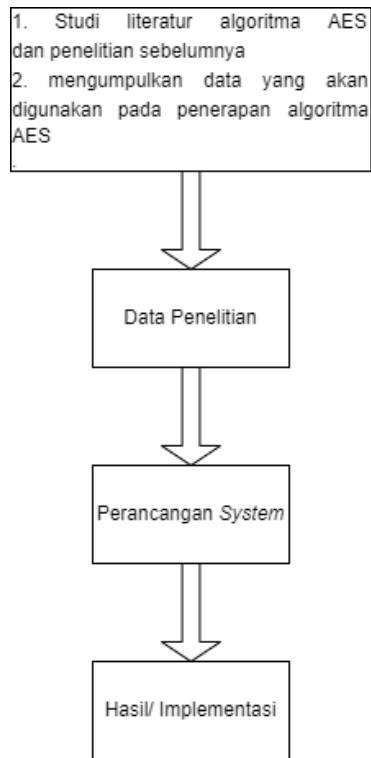 1. Studi literatur algoritma AES
dan penelitian sebelumnya
2. mengumpulkan data yang akan
digunakan pada penerapan algoritma
AES
.
Data Penelitian
Perancangan System
Hasil/ Implementasi